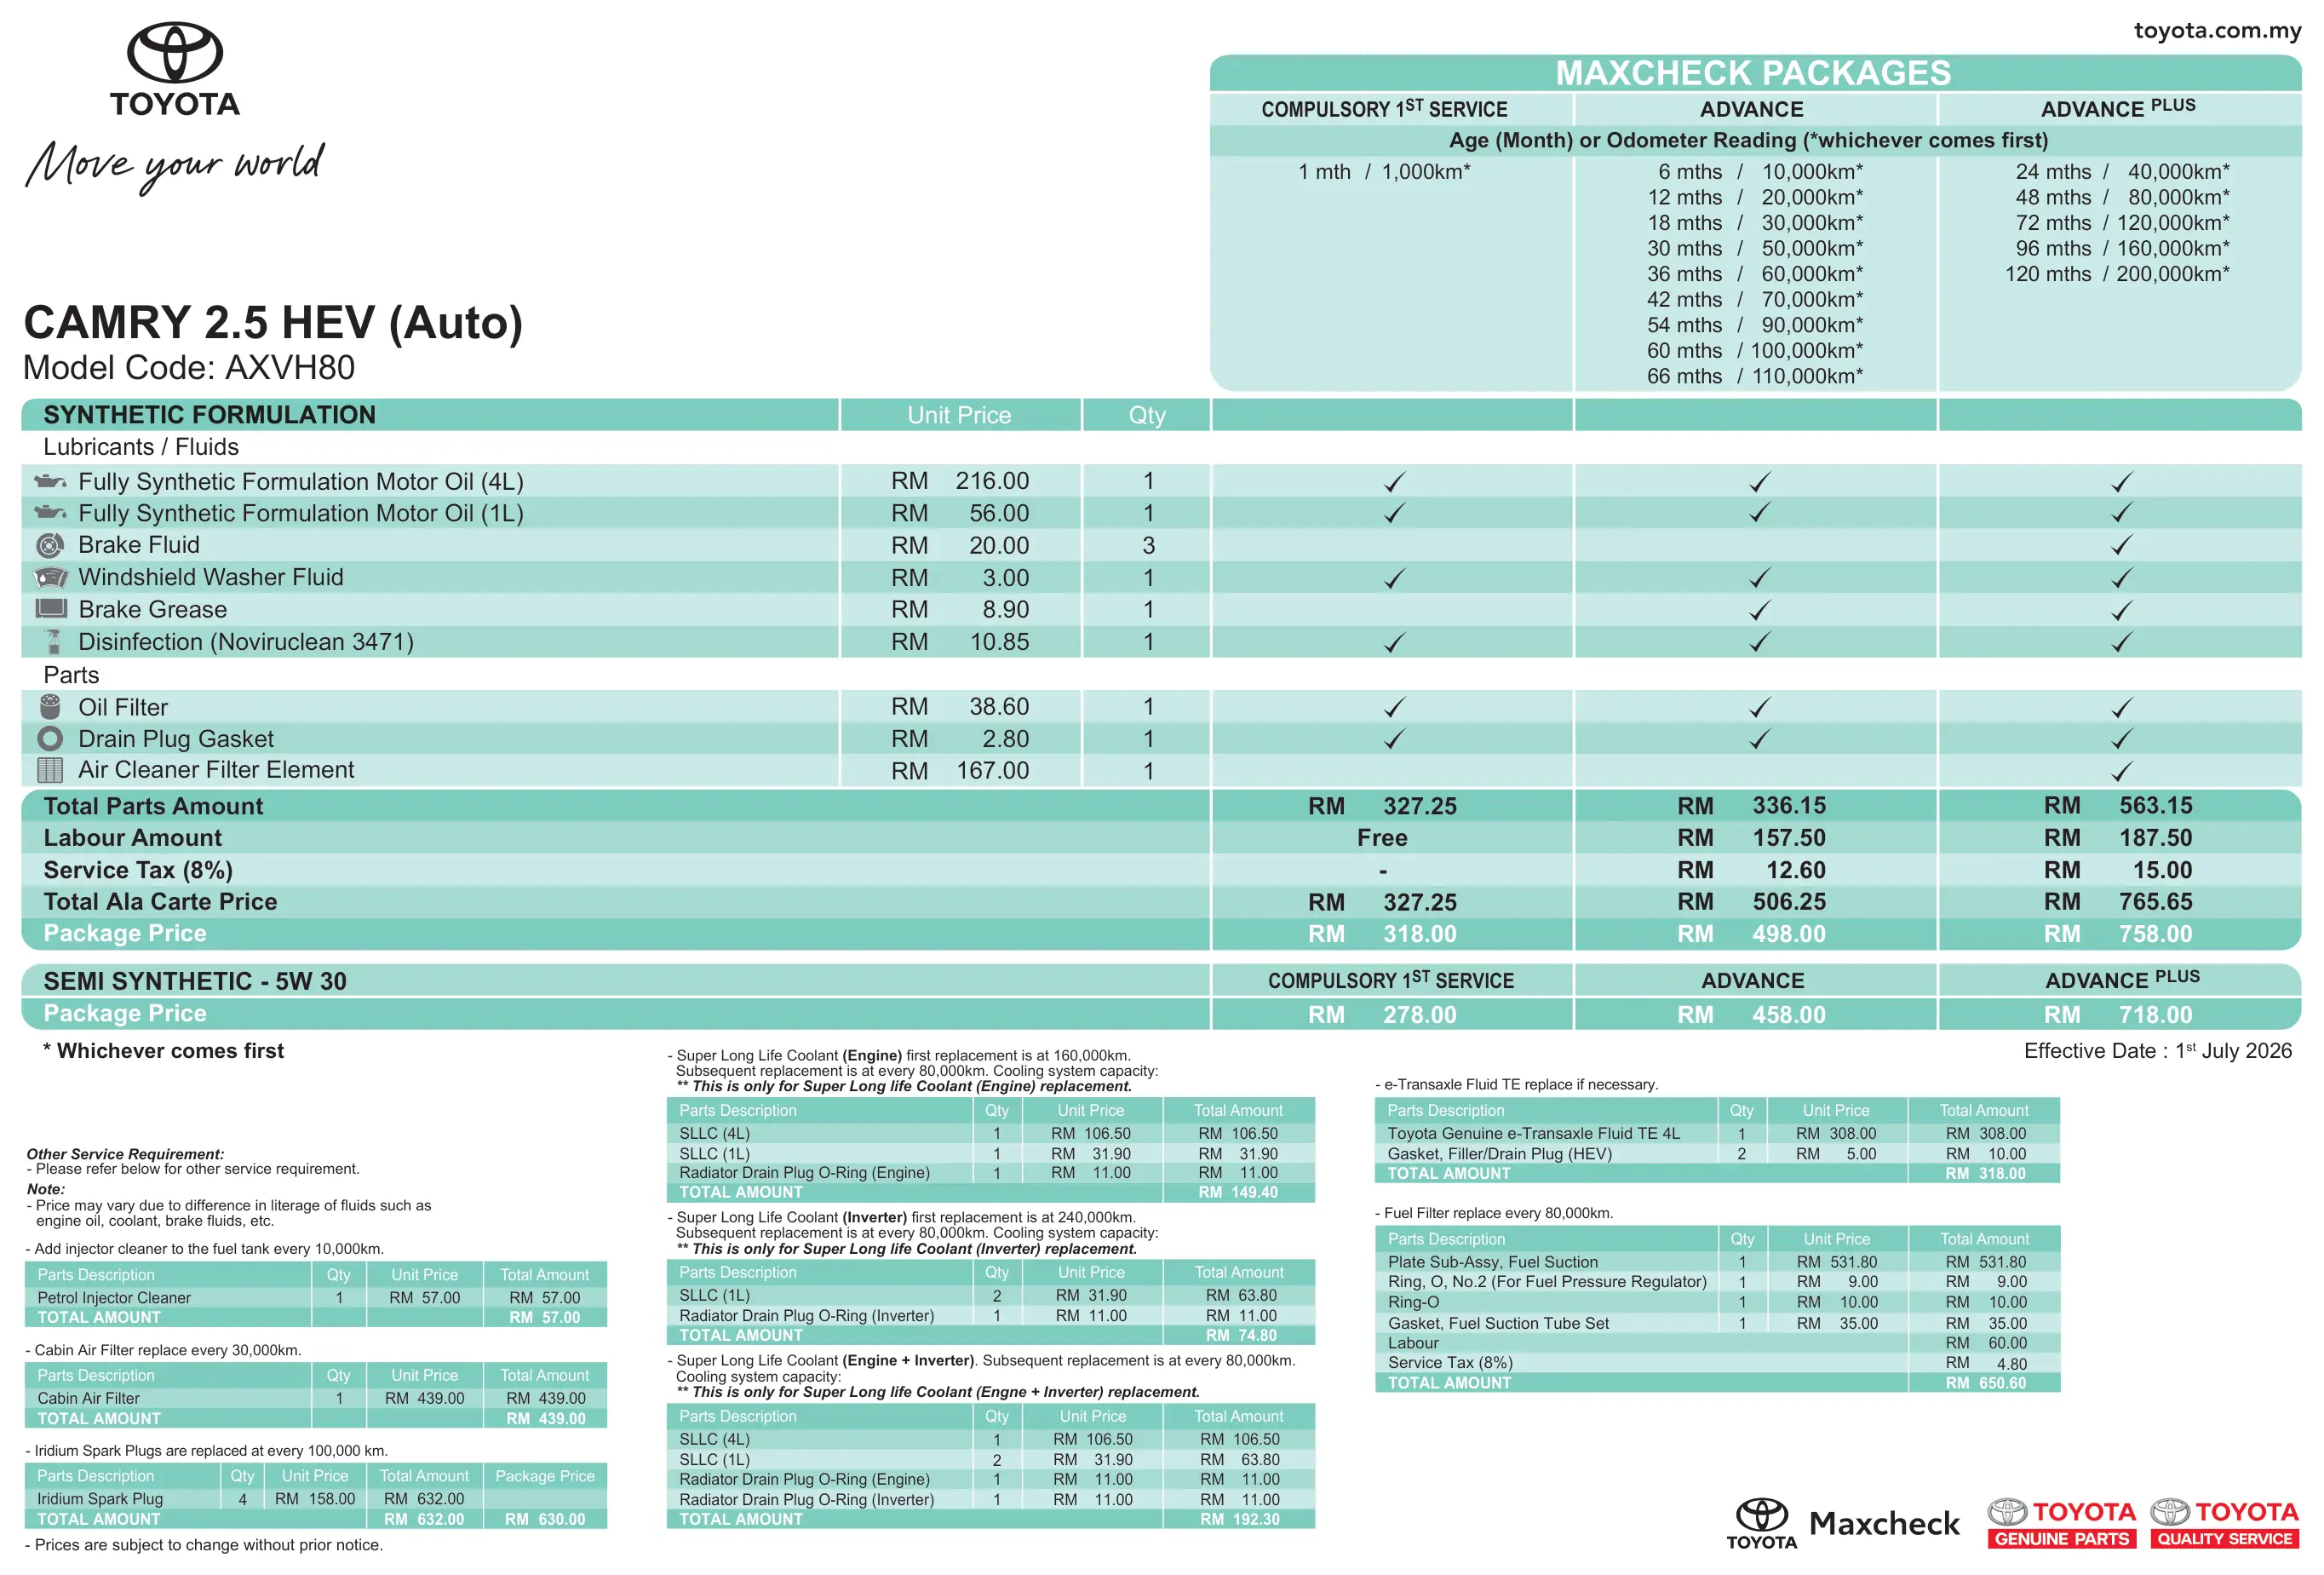 toyota.com.my
TOYOTA
Move your world
MAXCHECK PACKAGES
COMPULSORY 1ST SERVICE ADVANCE ADVANCE PLUS
Age (Month) or Odometer Reading (*whichever comes first)
1 mth / 1,000km* 6 mths / 10,000km* 24 mths / 40,000km*
12 mths / 20,000km* 48 mths / 80,000km*
18 mths / 30,000km* 72 mths / 120,000km*
30 mths / 50,000km* 96 mths / 160,000km*
36 mths / 60,000km* 120 mths / 200,000km*
42 mths / 70,000km*
54 mths / 90,000km*
60 mths / 100,000km*
66 mths / 110,000km*
CAMRY 2.5 HEV (Auto)
Model Code: AXVH80
SYNTHETIC FORMULATION Unit Price Qty
Lubricants / Fluids
Fully Synthetic Formulation Motor Oil (4L) RM 216.00 1 ✓ ✓ ✓
Fully Synthetic Formulation Motor Oil (1L) RM 56.00 1 ✓ ✓ ✓
Brake Fluid RM 20.00 3 ✓
Windshield Washer Fluid RM 3.00 1 ✓ ✓ ✓
Brake Grease RM 8.90 1 ✓ ✓
Disinfection (Noviruclean 3471) RM 10.85 1 ✓ ✓ ✓
Parts
Oil Filter RM 38.60 1 ✓ ✓ ✓
Drain Plug Gasket RM 2.80 1 ✓ ✓ ✓
Air Cleaner Filter Element RM 167.00 1 ✓
Total Parts Amount RM 327.25 RM 336.15 RM 563.15
Labour Amount Free RM 157.50 RM 187.50
Service Tax (8%) - RM 12.60 RM 15.00
Total Ala Carte Price RM 327.25 RM 506.25 RM 765.65
Package Price RM 318.00 RM 498.00 RM 758.00
SEMI SYNTHETIC - 5W 30 COMPULSORY 1ST SERVICE ADVANCE ADVANCE PLUS
Package Price RM 278.00 RM 458.00 RM 718.00
* Whichever comes first
Effective Date : 1st July 2026
Other Service Requirement:
- Please refer below for other service requirement.
Note:
- Price may vary due to difference in literage of fluids such as
engine oil, coolant, brake fluids, etc.
- Add injector cleaner to the fuel tank every 10,000km.
Parts Description Qty Unit Price Total Amount
Petrol Injector Cleaner 1 RM 57.00 RM 57.00
TOTAL AMOUNT RM 57.00
- Cabin Air Filter replace every 30,000km.
Parts Description Qty Unit Price Total Amount
Cabin Air Filter 1 RM 439.00 RM 439.00
TOTAL AMOUNT RM 439.00
- Iridium Spark Plugs are replaced at every 100,000 km.
Parts Description Qty Unit Price Total Amount Package Price
Iridium Spark Plug 4 RM 158.00 RM 632.00
TOTAL AMOUNT RM 632.00 RM 630.00
- Prices are subject to change without prior notice.
- Super Long Life Coolant (Engine) first replacement is at 160,000km.
Subsequent replacement is at every 80,000km. Cooling system capacity:
** This is only for Super Long life Coolant (Engine) replacement.
Parts Description Qty Unit Price Total Amount
SLLC (4L) 1 RM 106.50 RM 106.50
SLLC (1L) 1 RM 31.90 RM 31.90
Radiator Drain Plug O-Ring (Engine) 1 RM 11.00 RM 11.00
TOTAL AMOUNT RM 149.40
- Super Long Life Coolant (Inverter) first replacement is at 240,000km.
Subsequent replacement is at every 80,000km. Cooling system capacity:
** This is only for Super Long life Coolant (Inverter) replacement.
Parts Description Qty Unit Price Total Amount
SLLC (1L) 2 RM 31.90 RM 63.80
Radiator Drain Plug O-Ring (Inverter) 1 RM 11.00 RM 11.00
TOTAL AMOUNT RM 74.80
- Super Long Life Coolant (Engine + Inverter). Subsequent replacement is at every 80,000km.
Cooling system capacity:
** This is only for Super Long life Coolant (Engne + Inverter) replacement.
Parts Description Qty Unit Price Total Amount
SLLC (4L) 1 RM 106.50 RM 106.50
SLLC (1L) 2 RM 31.90 RM 63.80
Radiator Drain Plug O-Ring (Engine) 1 RM 11.00 RM 11.00
Radiator Drain Plug O-Ring (Inverter) 1 RM 11.00 RM 11.00
TOTAL AMOUNT RM 192.30
- e-Transaxle Fluid TE replace if necessary.
Parts Description Qty Unit Price Total Amount
Toyota Genuine e-Transaxle Fluid TE 4L 1 RM 308.00 RM 308.00
Gasket, Filler/Drain Plug (HEV) 2 RM 5.00 RM 10.00
TOTAL AMOUNT RM 318.00
- Fuel Filter replace every 80,000km.
Parts Description Qty Unit Price Total Amount
Plate Sub-Assy, Fuel Suction 1 RM 531.80 RM 531.80
Ring, O, No.2 (For Fuel Pressure Regulator) 1 RM 9.00 RM 9.00
Ring-O 1 RM 10.00 RM 10.00
Gasket, Fuel Suction Tube Set 1 RM 35.00 RM 35.00
Labour RM 60.00
Service Tax (8%) RM 4.80
TOTAL AMOUNT RM 650.60
TOYOTA Maxcheck
TOYOTA GENUINE PARTS
TOYOTA QUALITY SERVICE